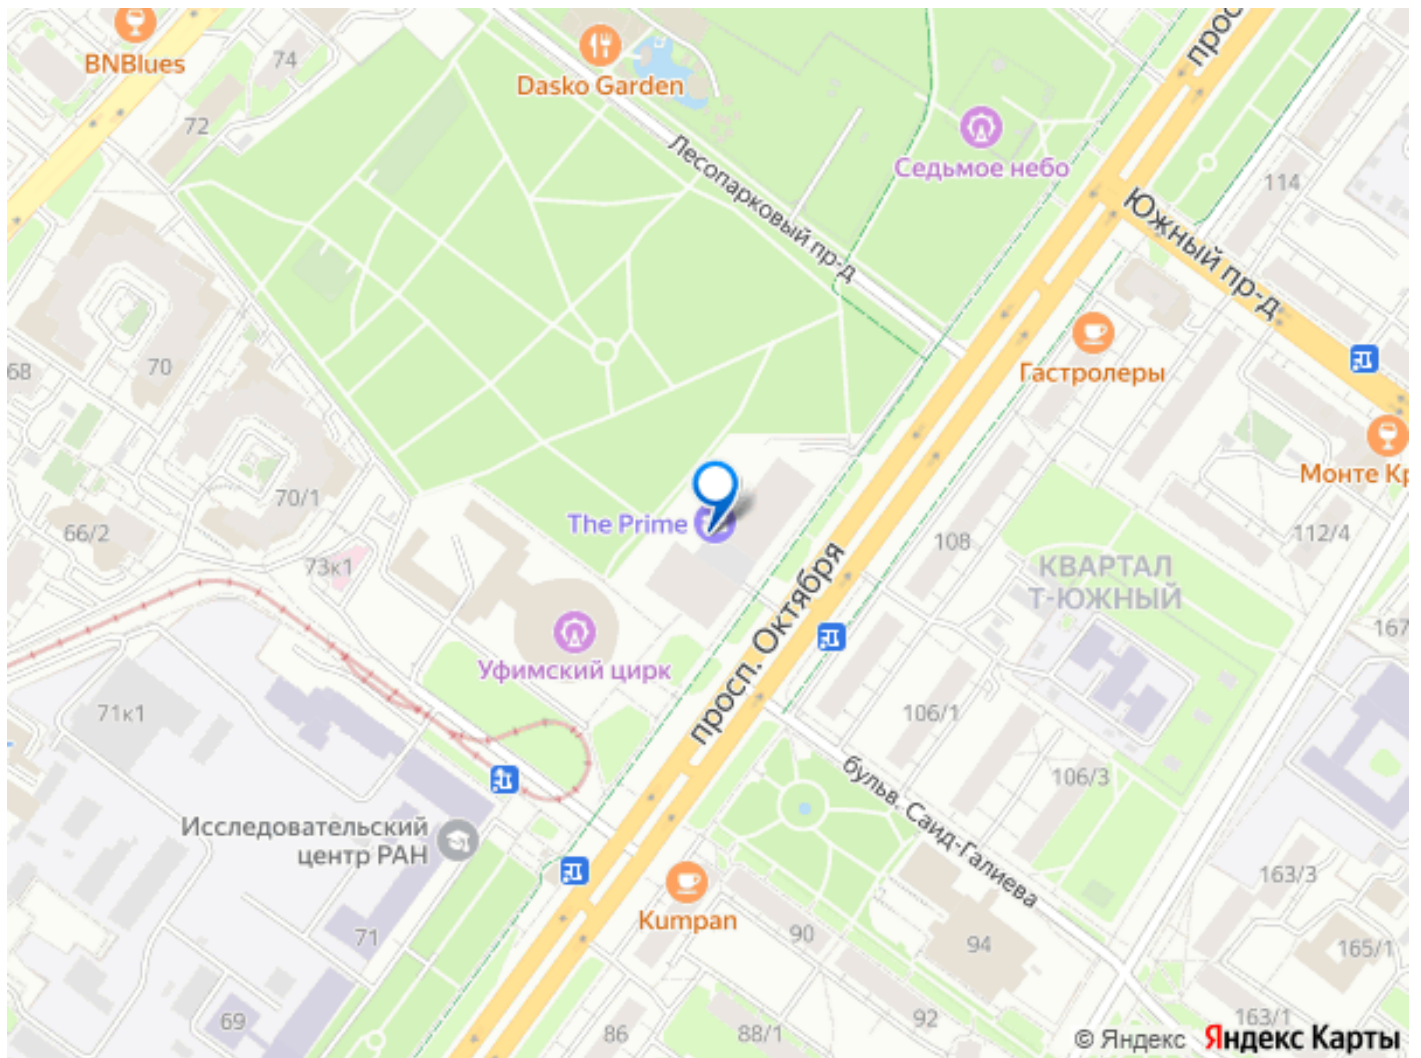 BNBlues
74
72
Dasko Garden
Седьмое небо
Лесопарковый пр-д
114
Южный пр-д
Гастролеры
68
70
70/1
66/2
The Prime
73к1
108
КВАРТАЛ
Т-ЮЖНЫЙ
112/4
167
просп. Октября
Уфимский цирк
71к1
106/1
106/3
бульв. Саид-Галиева
Исследовательский
центр РАН
Kumpan
163/3
71
90
94
165/1
69
86
88/1
92
163/1
© Яндекс Яндекс Карты